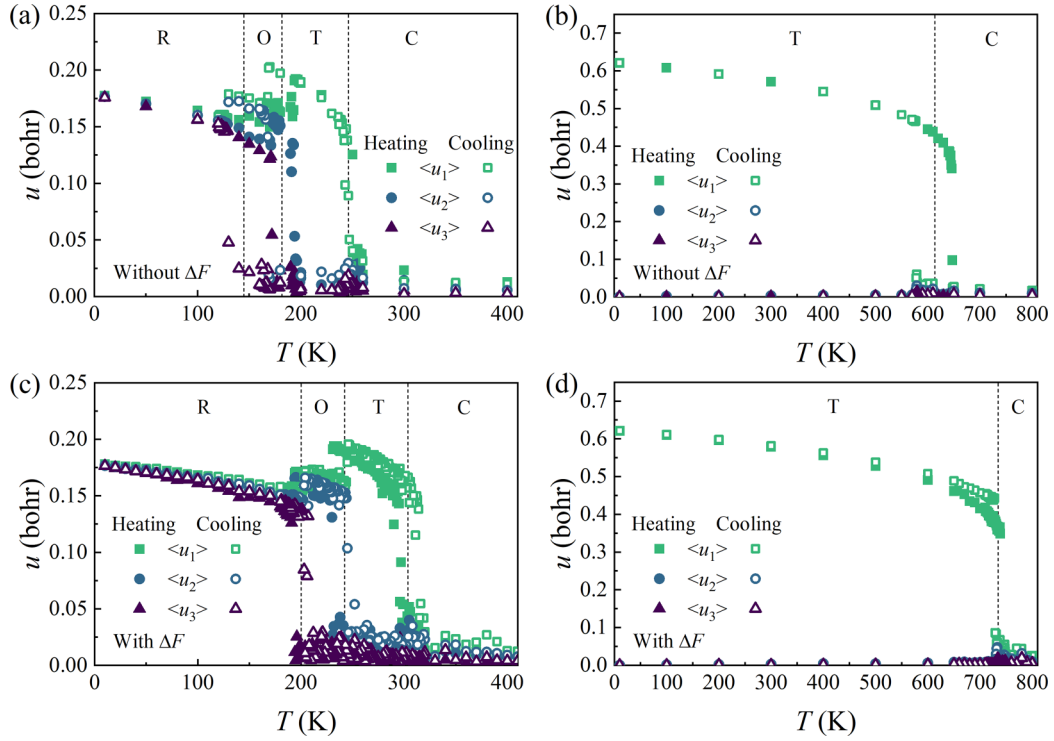 (a)
R O T C
u (bohr)
0.25
0.20
0.15
0.10
0.05
0.00
Heating Cooling
<u1>
<u2>
<u3>
Without ΔF
0 100 200 300 400
T (K)
(b)
T C
u (bohr)
0.7
0.6
0.5
0.4
0.3
0.2
0.1
0.0
Heating Cooling
<u1>
<u2>
<u3>
Without ΔF
0 100 200 300 400 500 600 700 800
T (K)
(c)
R O T C
u (bohr)
0.25
0.20
0.15
0.10
0.05
0.00
Heating Cooling
<u1>
<u2>
<u3>
With ΔF
0 100 200 300 400
T (K)
(d)
T C
u (bohr)
0.7
0.6
0.5
0.4
0.3
0.2
0.1
0.0
Heating Cooling
<u1>
<u2>
<u3>
With ΔF
0 100 200 300 400 500 600 700 800
T (K)